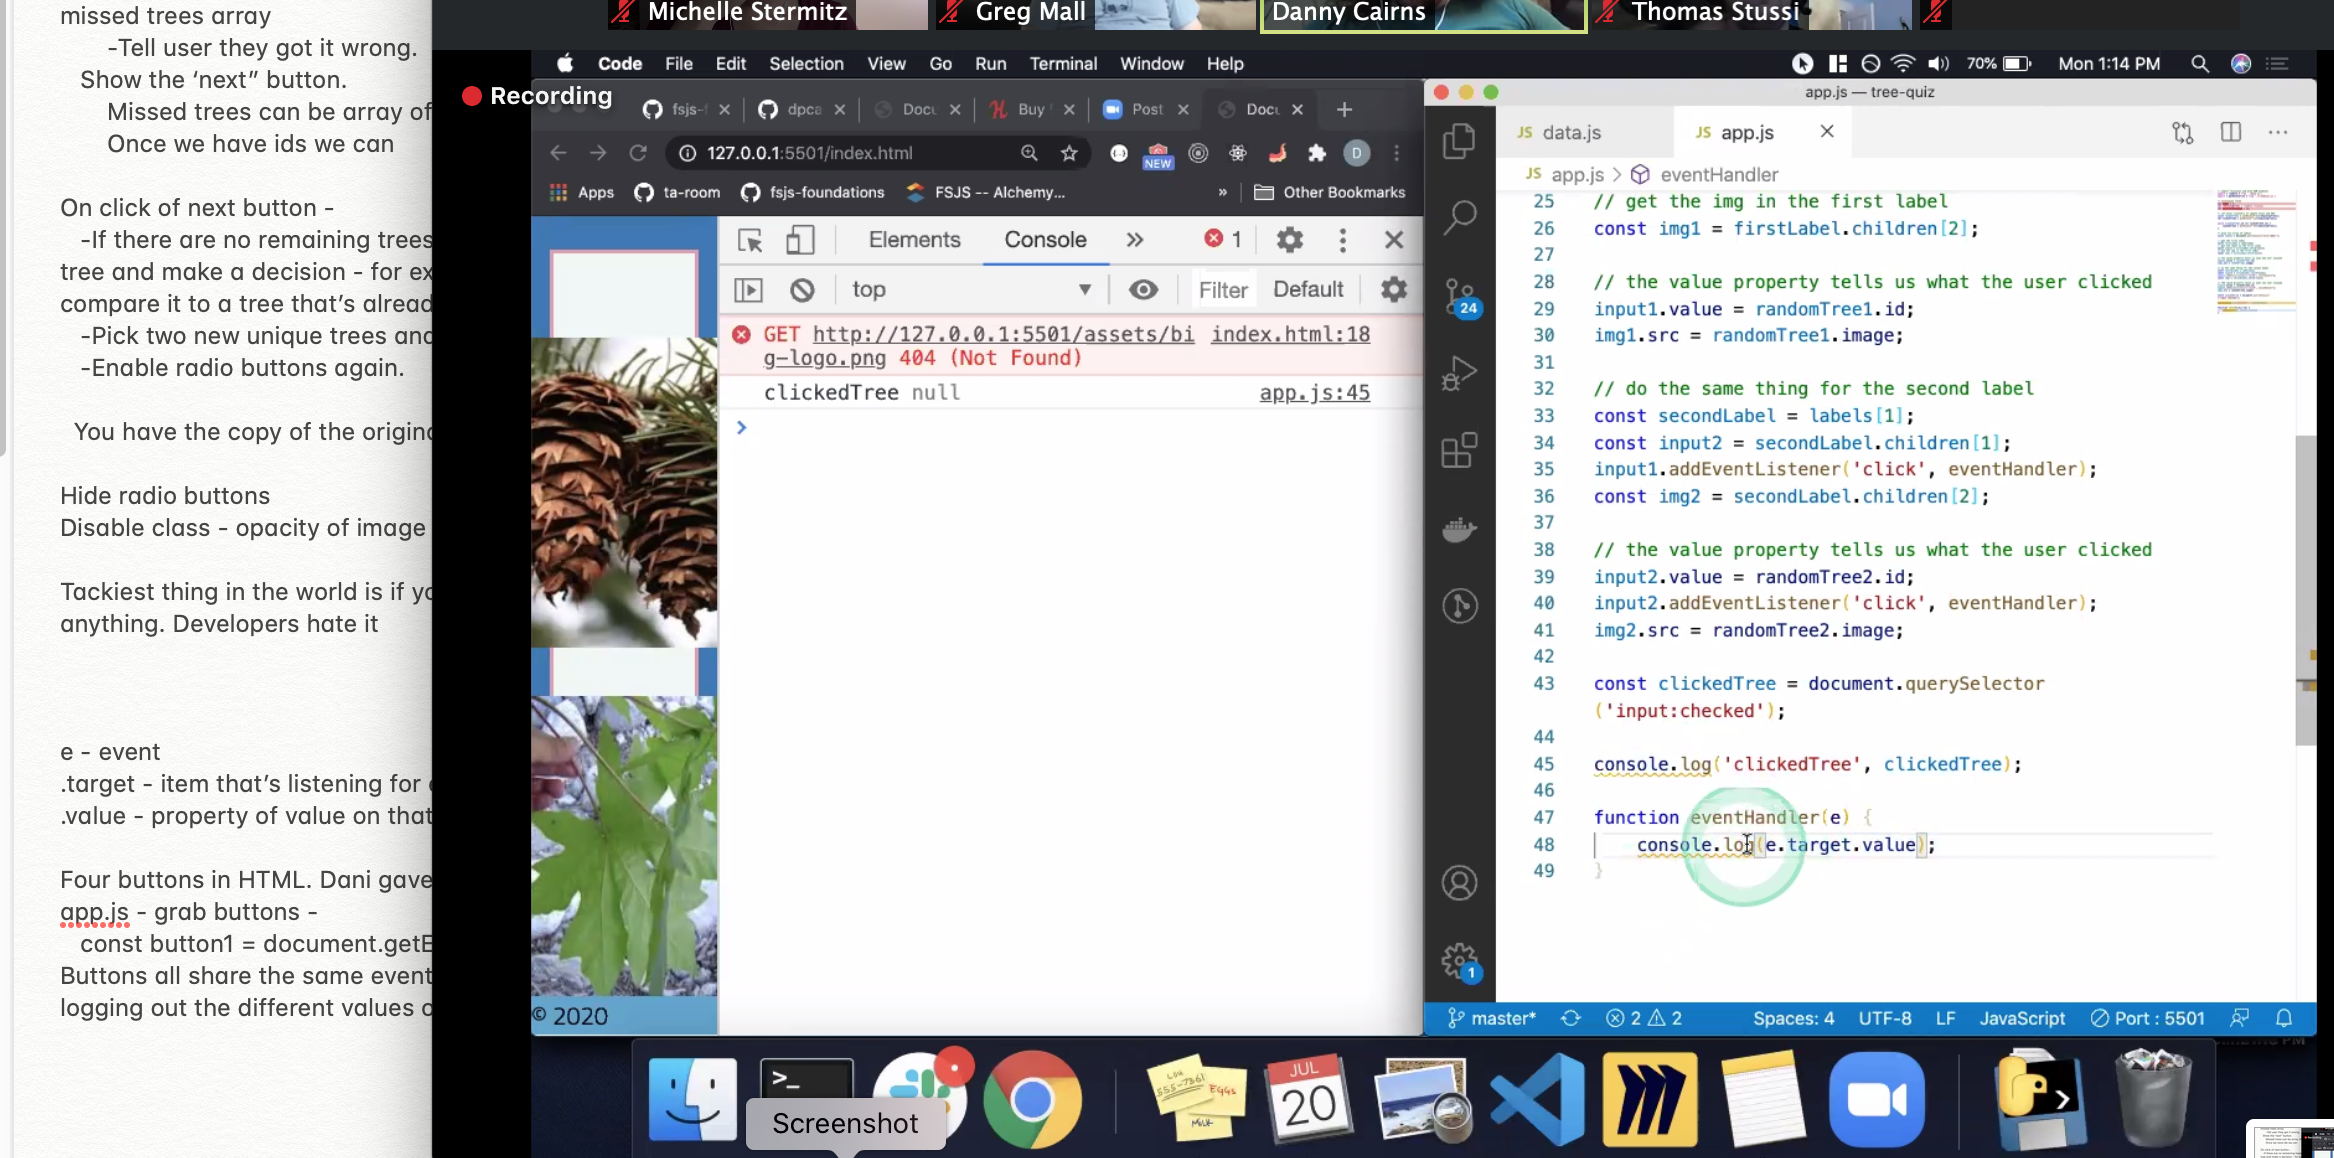 missed trees array
-Tell user they got it wrong.
Show the ‘next” button.
Missed trees can be array of
Once we have ids we can
On click of next button -
-If there are no remaining trees
tree and make a decision - for ex
compare it to a tree that’s alread
-Pick two new unique trees and
-Enable radio buttons again.
You have the copy of the origina
Hide radio buttons
Disable class - opacity of image
Tackiest thing in the world is if yo
anything. Developers hate it
e - event
.target - item that’s listening for
.value - property of value on that
Four buttons in HTML. Dani gave
app.js - grab buttons -
const button1 = document.getE
Buttons all share the same event
logging out the different values o
Michelle Stermitz
Greg Mall
Danny Cairns
Thomas Stussi
Code File Edit Selection View Go Run Terminal Window Help
70% Mon 1:14 PM
Recording
fsjs-f dpca Docu Buy Post Docu
127.0.0.1:5501/index.html
NEW
D
Apps ta-room fsjs-foundations FSJS -- Alchemy... » Other Bookmarks
Elements Console » 1
top Filter Default
GET http://127.0.0.1:5501/assets/bi index.html:18
g-logo.png 404 (Not Found)
clickedTree null app.js:45
© 2020
app.js — tree-quiz
JS data.js JS app.js
JS app.js > eventHandler
24
1
25 // get the img in the first label
26 const img1 = firstLabel.children[2];
27
28 // the value property tells us what the user clicked
29 input1.value = randomTree1.id;
30 img1.src = randomTree1.image;
31
32 // do the same thing for the second label
33 const secondLabel = labels[1];
34 const input2 = secondLabel.children[1];
35 input1.addEventListener('click', eventHandler);
36 const img2 = secondLabel.children[2];
37
38 // the value property tells us what the user clicked
39 input2.value = randomTree2.id;
40 input2.addEventListener('click', eventHandler);
41 img2.src = randomTree2.image;
42
43 const clickedTree = document.querySelector
('input:checked');
44
45 console.log('clickedTree', clickedTree);
46
47 function eventHandler(e) {
48 console.log(e.target.value);
49 }
master* 2 2 Spaces: 4 UTF-8 LF JavaScript Port : 5501
Screenshot
JUL
20